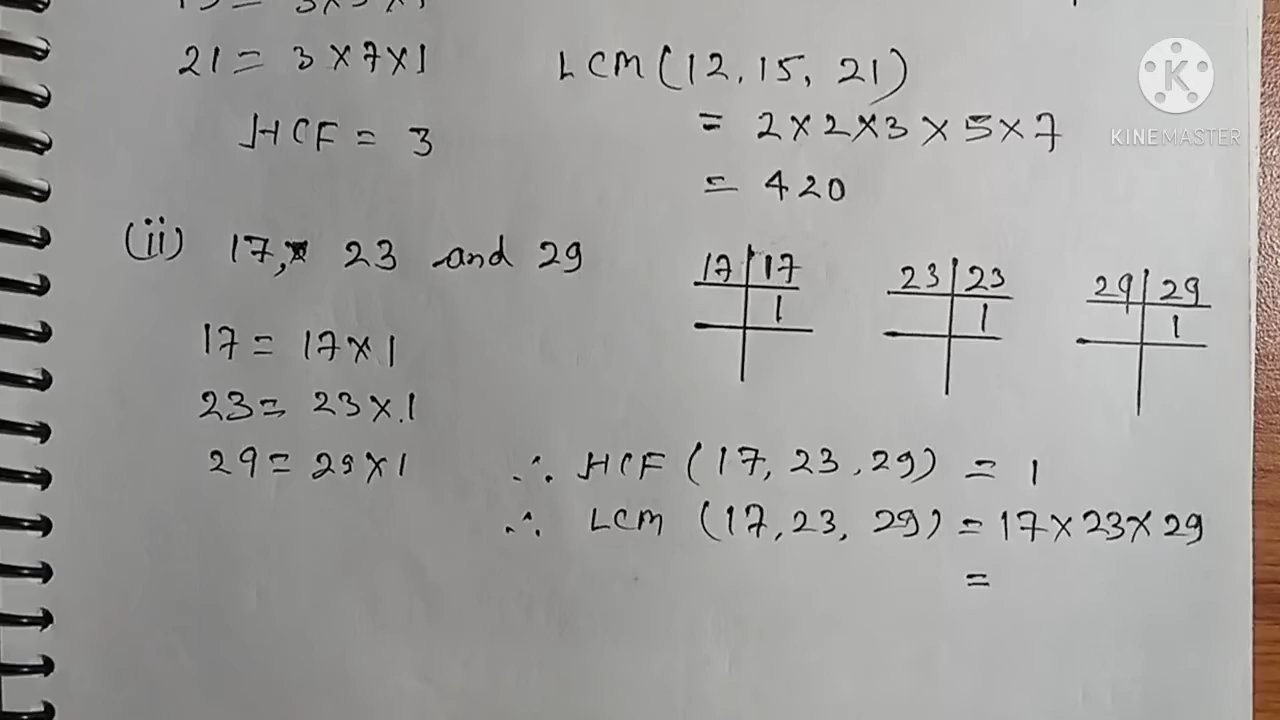 21 = 3 × 7 × 1
HCF = 3
LCM (12, 15, 21)
= 2 × 2 × 3 × 5 × 7
= 420
(ii) 17, 23 and 29
17 = 17 × 1
23 = 23 × 1
29 = 29 × 1
17 | 17
1
23 | 23
1
29 | 29
1
∴ HCF (17, 23, 29) = 1
∴ LCM (17, 23, 29) = 17 × 23 × 29
=
K
KINEMASTER